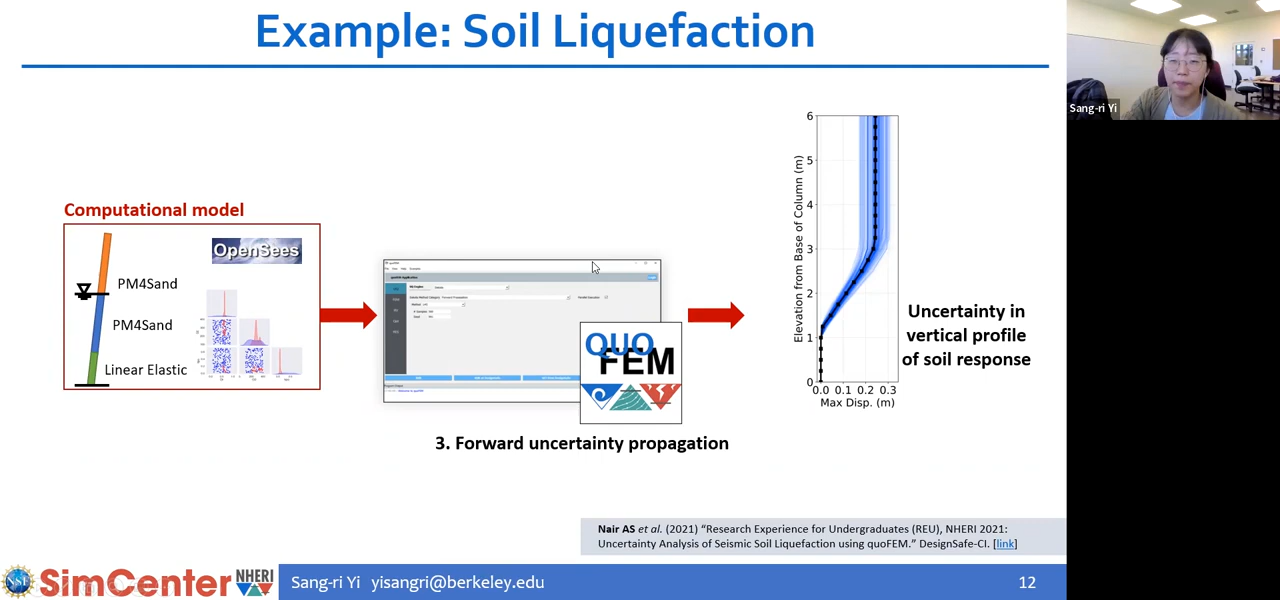 Example: Soil Liquefaction
Sang-ri Yi
Computational model
OpenSees
PM4Sand
PM4Sand
Linear Elastic
QUO
FEM
3. Forward uncertainty propagation
6
5
4
3
2
1
0
Elevation from Base of Column (m)
0.0 0.1 0.2 0.3
Max Disp. (m)
Uncertainty in
vertical profile
of soil response
Nair AS et al. (2021) “Research Experience for Undergraduates (REU), NHERI 2021:
Uncertainty Analysis of Seismic Soil Liquefaction using quoFEM.” DesignSafe-CI. [link]
NSF
SimCenter
NHERI
Sang-ri Yi yisangri@berkeley.edu
12